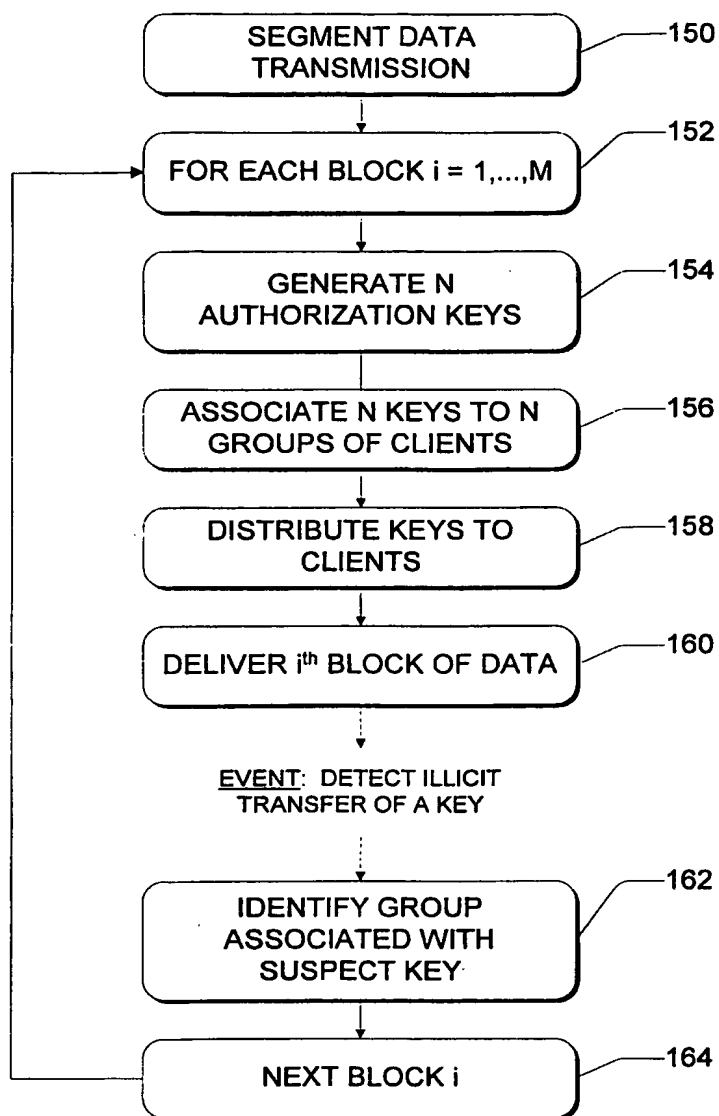 SEGMENT DATA
TRANSMISSION
150
FOR EACH BLOCK i = 1,...,M
152
GENERATE N
AUTHORIZATION KEYS
154
ASSOCIATE N KEYS TO N
GROUPS OF CLIENTS
156
DISTRIBUTE KEYS TO
CLIENTS
158
DELIVER ith BLOCK OF DATA
160
EVENT: DETECT ILLICIT
TRANSFER OF A KEY
IDENTIFY GROUP
ASSOCIATED WITH
SUSPECT KEY
162
NEXT BLOCK i
164